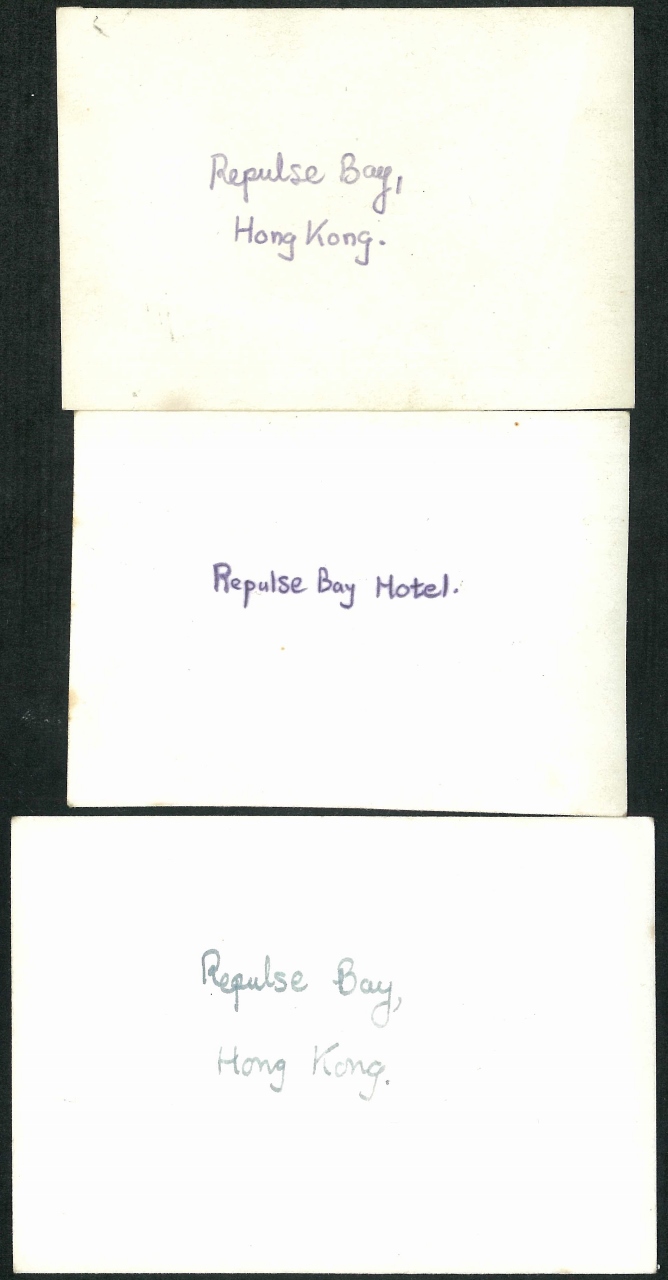 Repulse Bay,
Hong Kong.
Repulse Bay Hotel.
Repulse Bay,
Hong Kong.